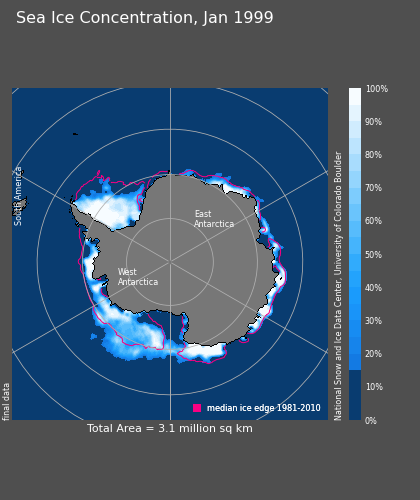 Sea Ice Concentration, Jan 1999
South America
East
Antarctica
West
Antarctica
final data
median ice edge 1981-2010
Total Area = 3.1 million sq km
National Snow and Ice Data Center, University of Colorado Boulder
100%
90%
80%
70%
60%
50%
40%
30%
20%
10%
0%